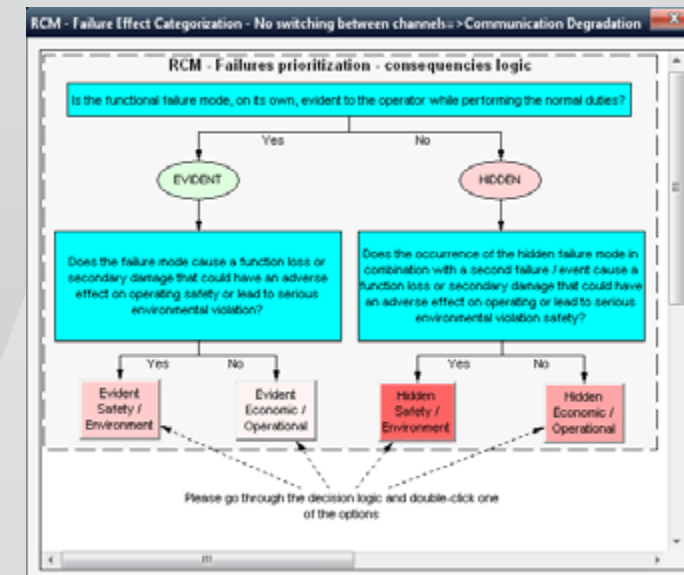 RCM - Failure Effect Categorization - No switching between channels=>Communication Degradation
RCM - Failures prioritization - consequencies logic
Is the functional failure mode, on its own, evident to the operator while performing the normal duties?
Yes
No
EVIDENT
HIDDEN
Does the failure mode cause a function loss or
secondary damage that could have an adverse
effect on operating safety or lead to serious
environmental violation?
Does the occurrence of the hidden failure mode in
combination with a second failure / event cause a
function loss or secondary damage that could have
an adverse effect on operating or lead to serious
environmental violation safety?
Yes
No
Yes
No
Evident
Safety /
Environment
Evident
Economic /
Operational
Hidden
Safety /
Environment
Hidden
Economic /
Operational
Please go through the decision logic and double-click one
of the options